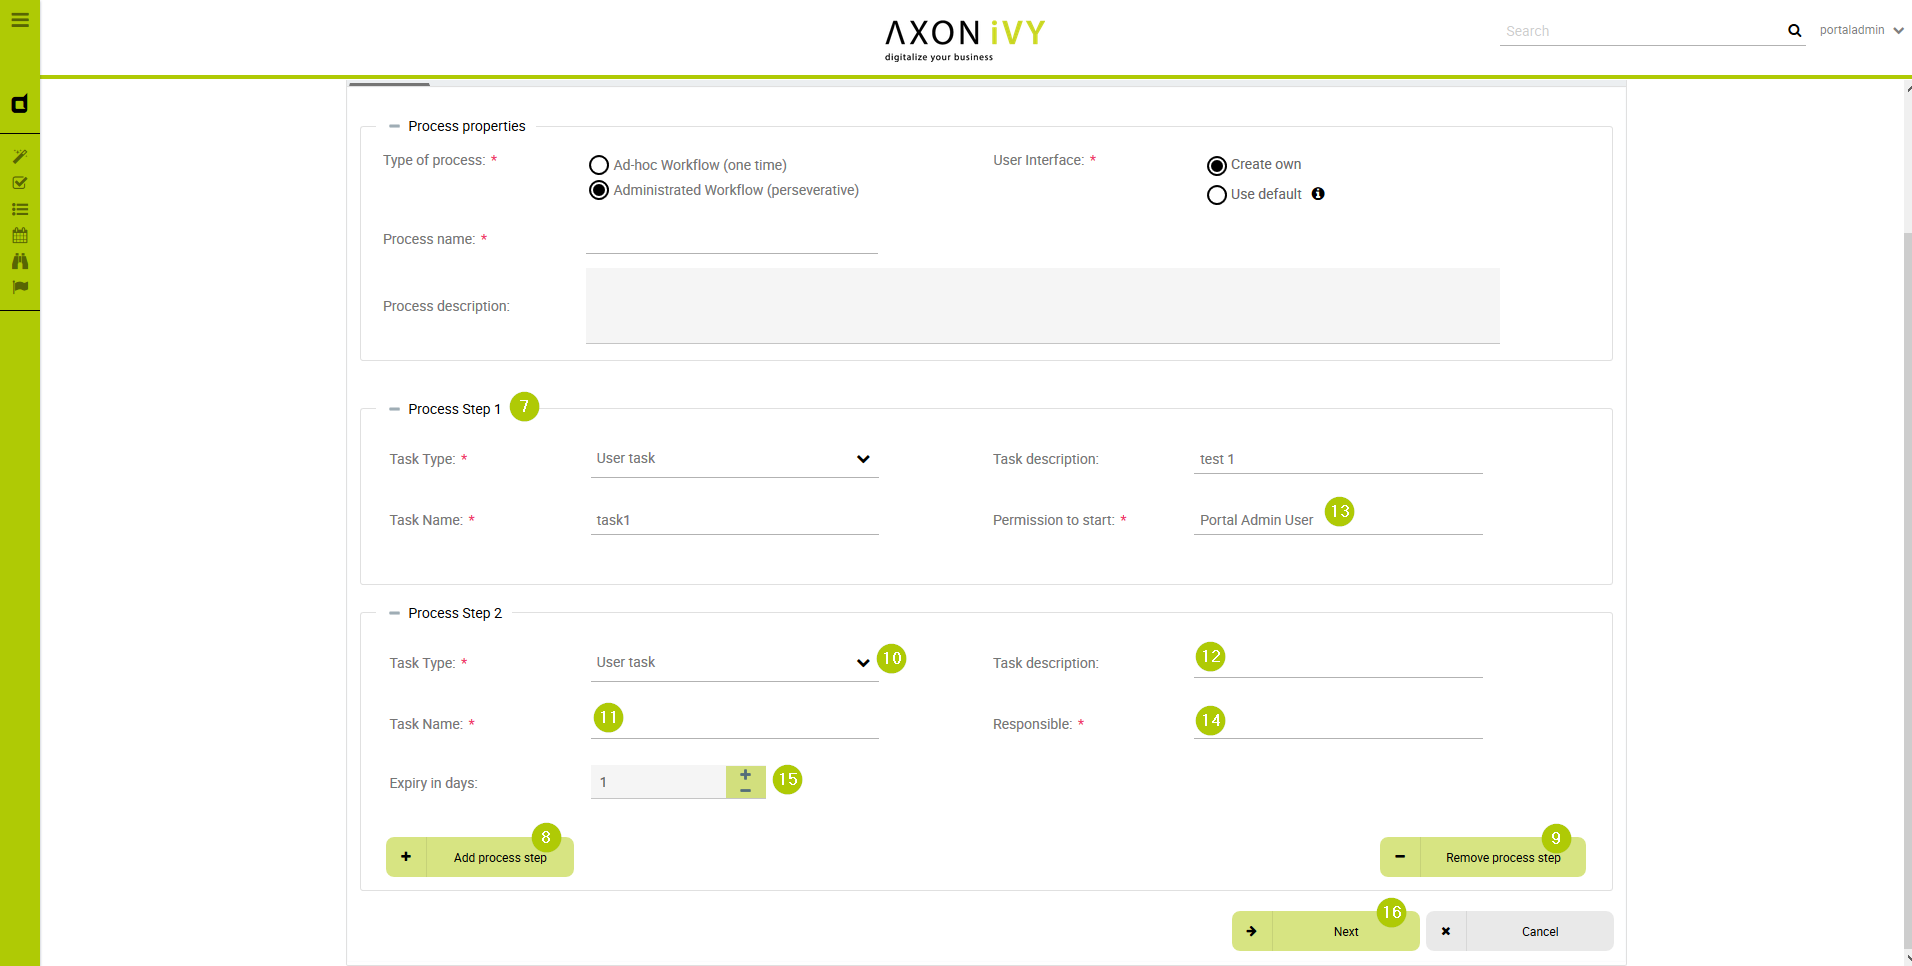 AXON iVY
digitalize your business
Search
portaladmin
Process properties
Type of process: *
Ad-hoc Workflow (one time)
Administrated Workflow (perseverative)
User Interface: *
Create own
Use default
Process name: *
Process description:
Process Step 1 7
Task Type: * User task
Task description: test 1
Task Name: * task1
Permission to start: * Portal Admin User 13
Process Step 2
Task Type: * User task 10
Task description: 12
Task Name: * 11
Responsible: * 14
Expiry in days: 1 15
Add process step 8
Remove process step 9
Next 16
Cancel